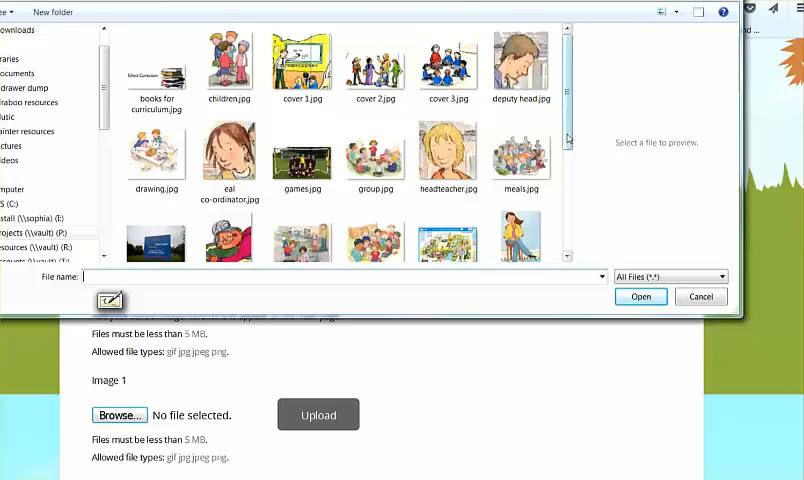 New folder
ownloads
raries
ocuments
drawer dump
iraboo resources
usic
ainter resources
ctures
ideos
mputer
S (C:)
stall (\\sophia) (I:)
rojects (\\vault) (P:)
esources (\\vault) (R:)
books for
curriculum.jpg
children.jpg
cover 1.jpg
cover 2.jpg
cover 3.jpg
deputy head.jpg
drawing.jpg
eal
co-ordinator.jpg
games.jpg
group.jpg
headteacher.jpg
meals.jpg
Select a file to preview.
File name:
All Files (*.*)
Open
Cancel
Files must be less than 5 MB.
Allowed file types: gif jpg jpeg png.
Image 1
Browse... No file selected.
Upload
Files must be less than 5 MB.
Allowed file types: gif jpg jpeg png.